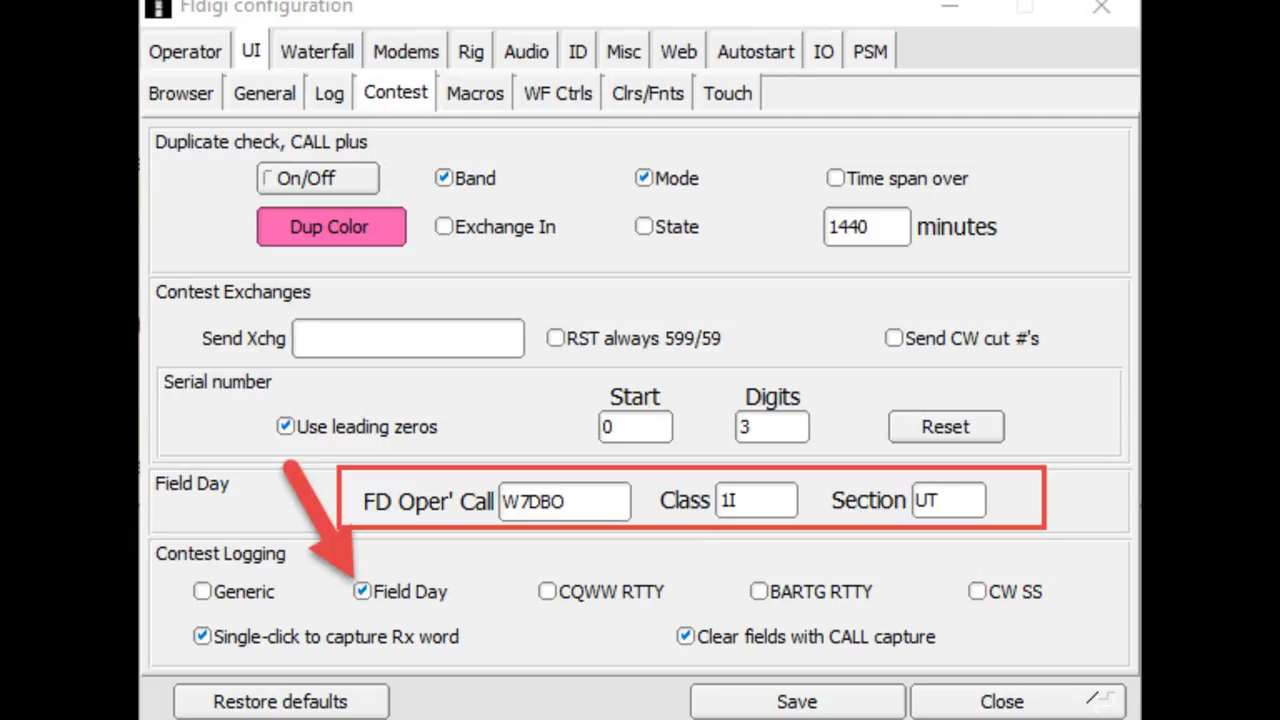 Fldigi configuration
Operator UI Waterfall Modems Rig Audio ID Misc Web Autostart IO PSM
Browser General Log Contest Macros WF Ctrls Clrs/Fnts Touch
Duplicate check, CALL plus
On/Off Band Mode Time span over
Dup Color Exchange In State 1440 minutes
Contest Exchanges
Send Xchg RST always 599/59 Send CW cut #'s
Serial number
Start Digits
Use leading zeros 0 3 Reset
Field Day
FD Oper' Call W7DBO Class 1I Section UT
Contest Logging
Generic Field Day CQWW RTTY BARTG RTTY CW SS
Single-click to capture Rx word Clear fields with CALL capture
Restore defaults Save Close